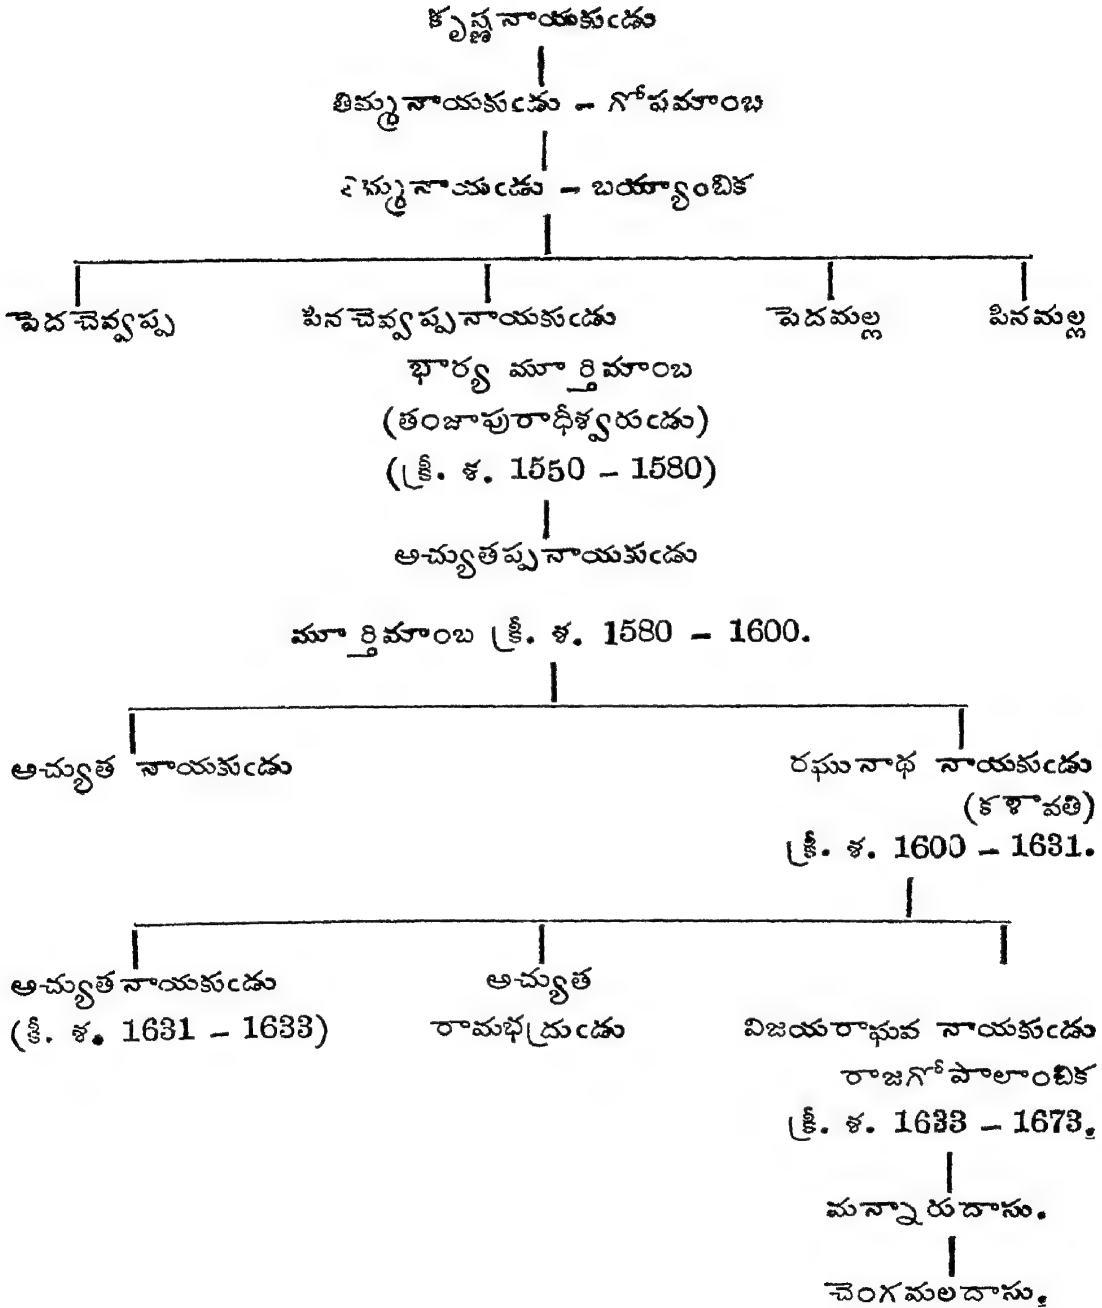 కృష్ణనాయకుఁడు
తిమ్మనాయకుఁడు - గోపమాంబ
- బయ్యాంబిక
పెదచెవ్వప్ప పినచెవ్వప్పనాయకుఁడు పెదమల్ల పినమల్ల
భార్య మూర్తిమాంబ
(తంజాపురాధీశ్వరుఁడు)
(క్రీ. శ. 1550 - 1580)
అచ్యుతప్పనాయకుఁడు
మూర్తిమాంబ క్రీ. శ. 1580 - 1600.
అచ్యుత నాయకుఁడు రఘునాథ నాయకుఁడు
(కళావతి)
క్రీ. శ. 1600 - 1631.
అచ్యుతనాయకుఁడు అచ్యుత
(క్రీ. శ. 1631 - 1633) రామభద్రుఁడు విజయరాఘవ నాయకుఁడు
రాజగోపాలాంబిక
క్రీ. శ. 1633 - 1673.
మన్నారుదాసు.
చెంగమలదాసు.